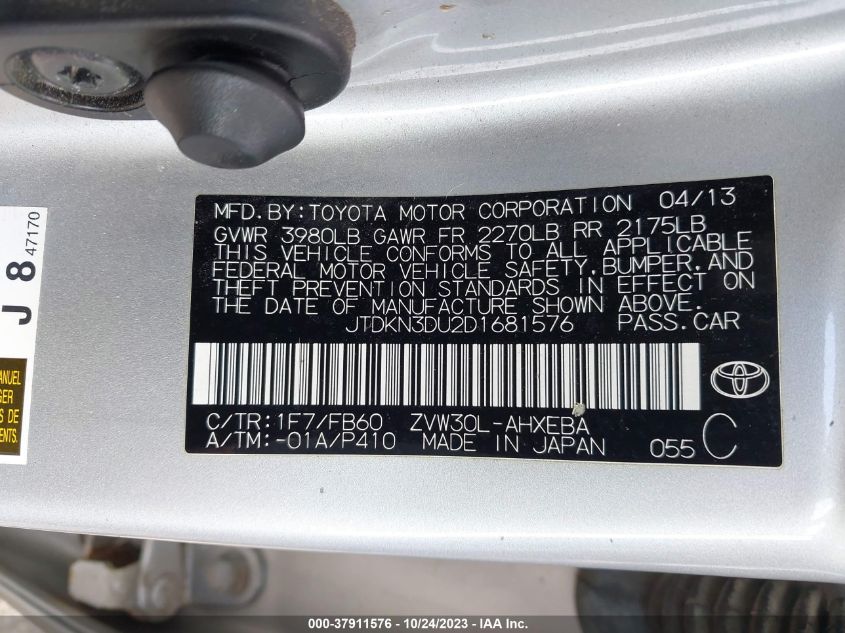 MFD.BY:TOYOTA MOTOR CORPORATION 04/13
GVWR 3980LB GAWR FR 2270LB RR 2175LB
THIS VEHICLE CONFORMS TO ALL APPLICABLE
FEDERAL MOTOR VEHICLE SAFETY,BUMPER,AND
THEFT PREVENTION STANDARDS IN EFFECT ON
THE DATE OF MANUFACTURE SHOWN ABOVE.
JTDKN3DU2D1681576 PASS.CAR
C/TR:1F7/FB60 ZVW30L-AHXEBA
A/TM:-01A/P410 MADE IN JAPAN 055 C
J 8 47170
ANUEL
GER
S DE
S
000-37911576 - 10/24/2023 - IAA Inc.